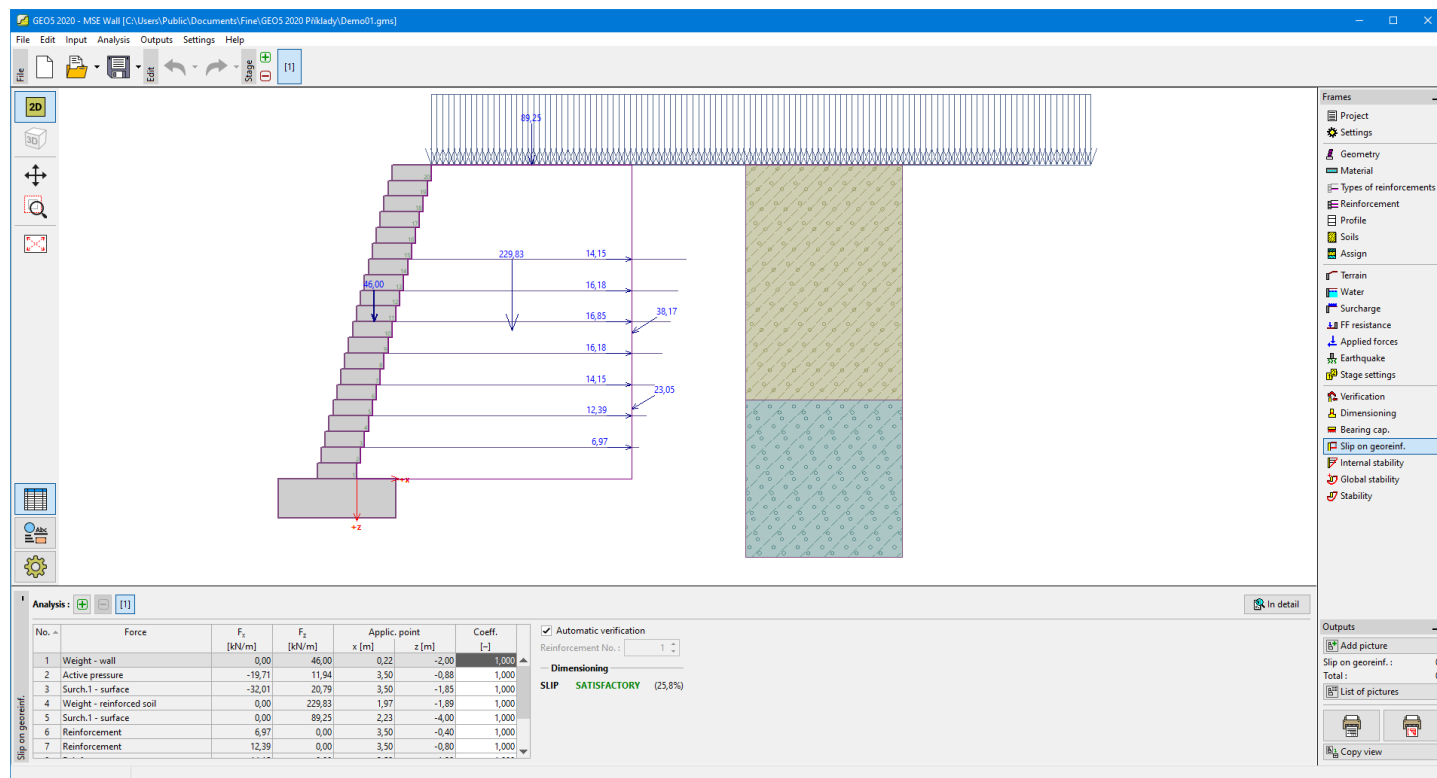 GEO5 2020 - MSE Wall [C:\Users\Public\Documents\Fine\GEO5 2020 Příklady\Demo01.gms]
File Edit Input Analysis Outputs Settings Help
File
Edit
Stage
[1]
2D
3D
89,25
229,83
46,00
14,15
16,18
16,85
38,17
16,18
14,15
23,05
12,39
6,97
+x
+z
Abc
Frames
Project
Settings
Geometry
Material
Types of reinforcements
Reinforcement
Profile
Soils
Assign
Terrain
Water
Surcharge
FF resistance
Applied forces
Earthquake
Stage settings
Verification
Dimensioning
Bearing cap.
Slip on georeinf.
Internal stability
Global stability
Stability
Analysis : [1]
In detail
Slip on georeinf.
No. Force Fx Fz Applic. point Coeff.
[kN/m] [kN/m] x [m] z [m] [–]
1 Weight - wall 0,00 46,00 0,22 -2,00 1,000
2 Active pressure -19,71 11,94 3,50 -0,88 1,000
3 Surch.1 - surface -32,01 20,79 3,50 -1,85 1,000
4 Weight - reinforced soil 0,00 229,83 1,97 -1,89 1,000
5 Surch.1 - surface 0,00 89,25 2,23 -4,00 1,000
6 Reinforcement 6,97 0,00 3,50 -0,40 1,000
7 Reinforcement 12,39 0,00 3,50 -0,80 1,000
Automatic verification
Reinforcement No. : 1
Dimensioning
SLIP SATISFACTORY (25,8%)
Outputs
Add picture
Slip on georeinf. :
Total :
List of pictures
Copy view